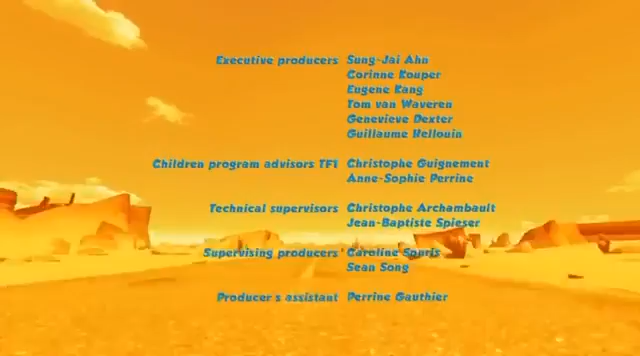 Executive producers Sung-Jai Ahn
Corinne Kouper
Eugene Kang
Tom van Waveren
Genevieve Dexter
Guillaume Hellouin
Children program advisors TF1 Christophe Guignement
Anne-Sophie Perrine
Technical supervisors Christophe Archambault
Jean-Baptiste Spieser
Supervising producers Caroline Souris
Sean Song
Producer's assistant Perrine Gauthier